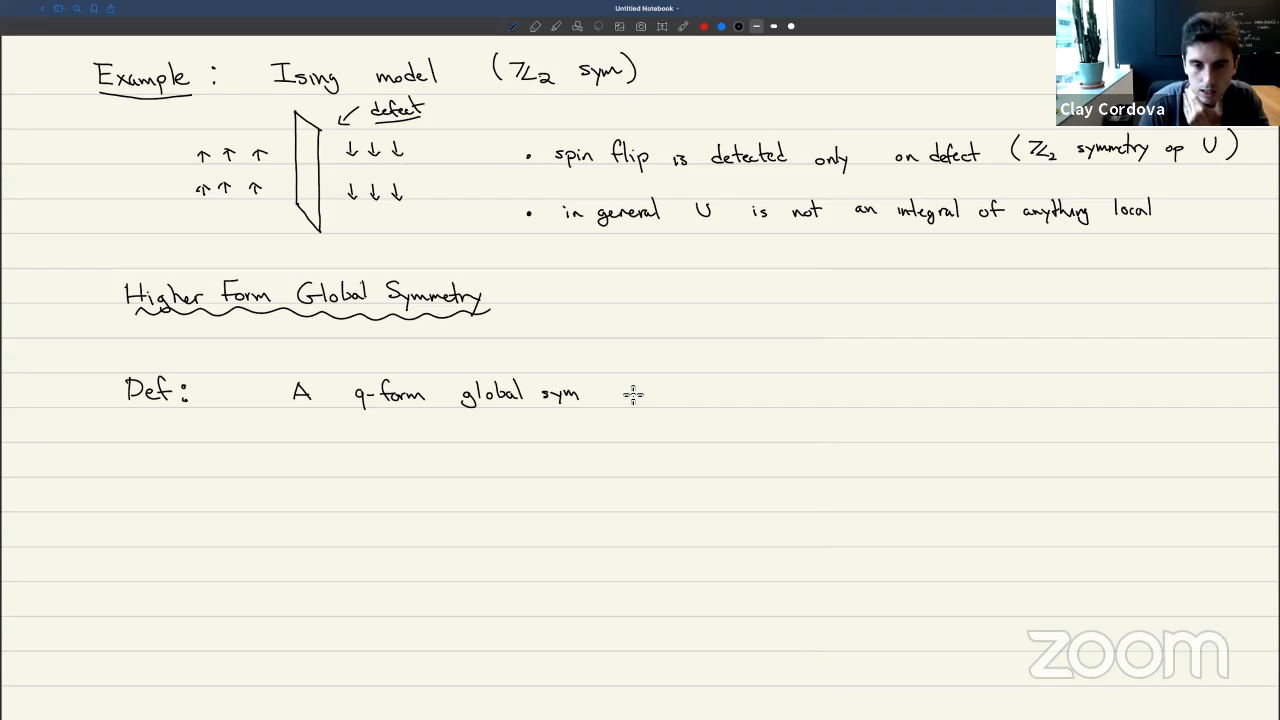 Untitled Notebook
Example : Ising model (ℤ₂ sym)
defect
Clay Cordova
• spin flip is detected only on defect (ℤ₂ symmetry op U)
• in general U is not an integral of anything local
Higher Form Global Symmetry
Def: A q-form global sym
zoom